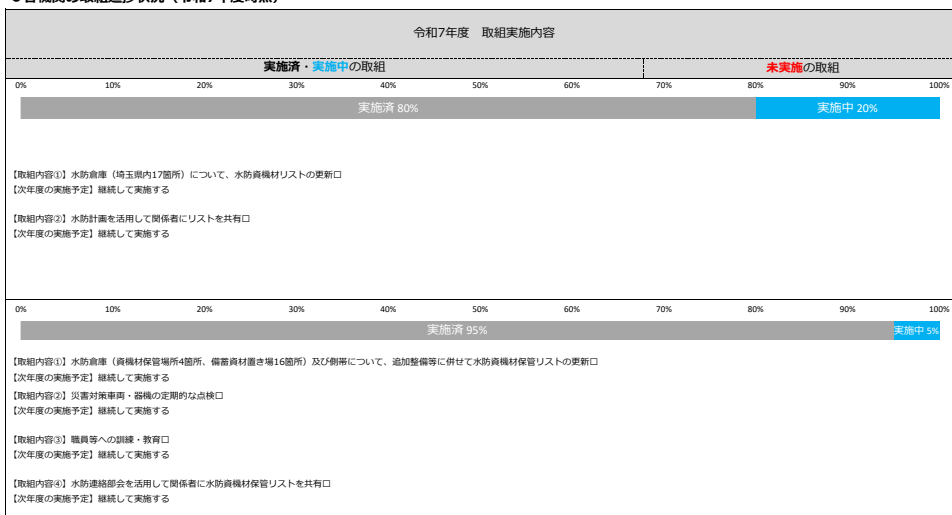 ○各機関の取組進捗状況（令和7年度時点）
令和7年度　取組実施内容
実施済・実施中の取組　未実施の取組
0% 10% 20% 30% 40% 50% 60% 70% 80% 90% 100%
実施済 80%　実施中 20%
【取組内容①】水防倉庫（埼玉県内17箇所）について、水防資機材リストの更新口
【次年度の実施予定】継続して実施する
【取組内容②】水防計画を活用して関係者にリストを共有口
【次年度の実施予定】継続して実施する
0% 10% 20% 30% 40% 50% 60% 70% 80% 90% 100%
実施済 95%　実施中 5%
【取組内容①】水防倉庫（資機材保管場所4箇所、備蓄資材置き場16箇所）及び側帯について、追加整備等に併せて水防資機材保管リストの更新口
【次年度の実施予定】継続して実施する
【取組内容②】災害対策車両・器機の定期的な点検口
【次年度の実施予定】継続して実施する
【取組内容③】職員等への訓練・教育口
【次年度の実施予定】継続して実施する
【取組内容④】水防連絡部会を活用して関係者に水防資機材保管リストを共有口
【次年度の実施予定】継続して実施する